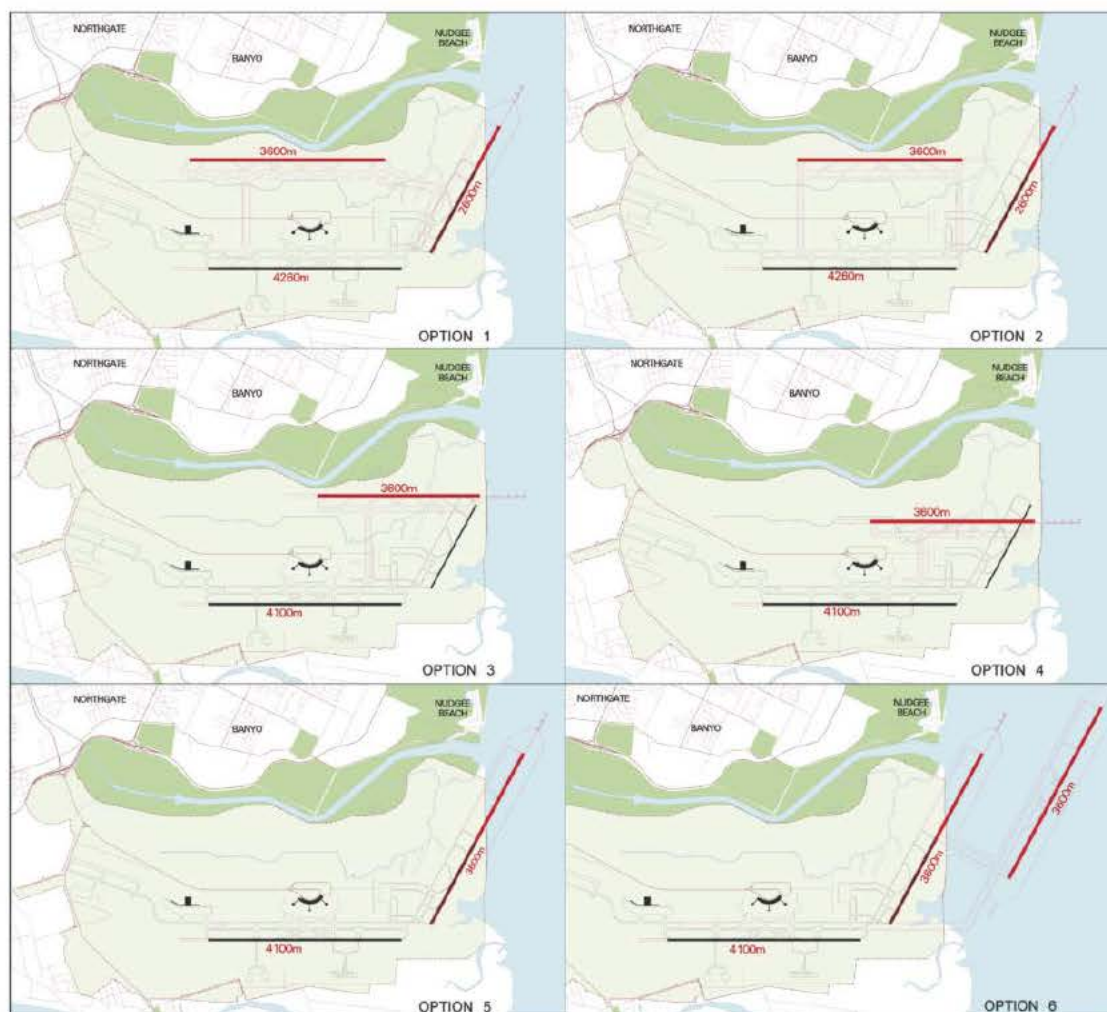 NORTHGATE
NUDGEE
BEACH
BANYO
3600m
2600m
4260m
OPTION 1
NORTHGATE
NUDGEE
BEACH
BANYO
3600m
2600m
4260m
OPTION 2
NORTHGATE
NUDGEE
BEACH
BANYO
3600m
4100m
OPTION 3
NORTHGATE
NUDGEE
BEACH
BANYO
3600m
4100m
OPTION 4
NORTHGATE
NUDGEE
BEACH
BANYO
3600m
4100m
OPTION 5
NORTHGATE
NUDGEE
BEACH
BANYO
3600m
3600m
4100m
OPTION 6